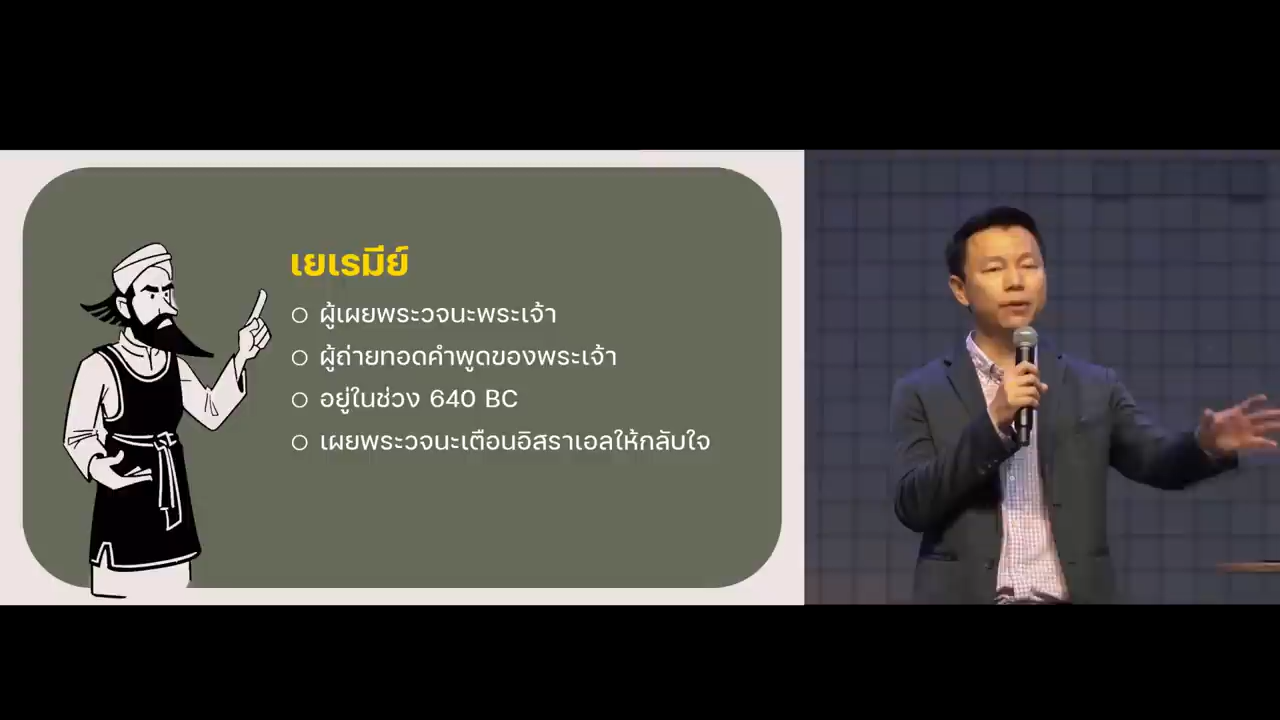 เยเรมีย์
ผู้เผยพระวจนะพระเจ้า
ผู้ถ่ายทอดคำพูดของพระเจ้า
อยู่ในช่วง 640 BC
เผยพระวจนะเตือนอิสราเอลให้กลับใจ